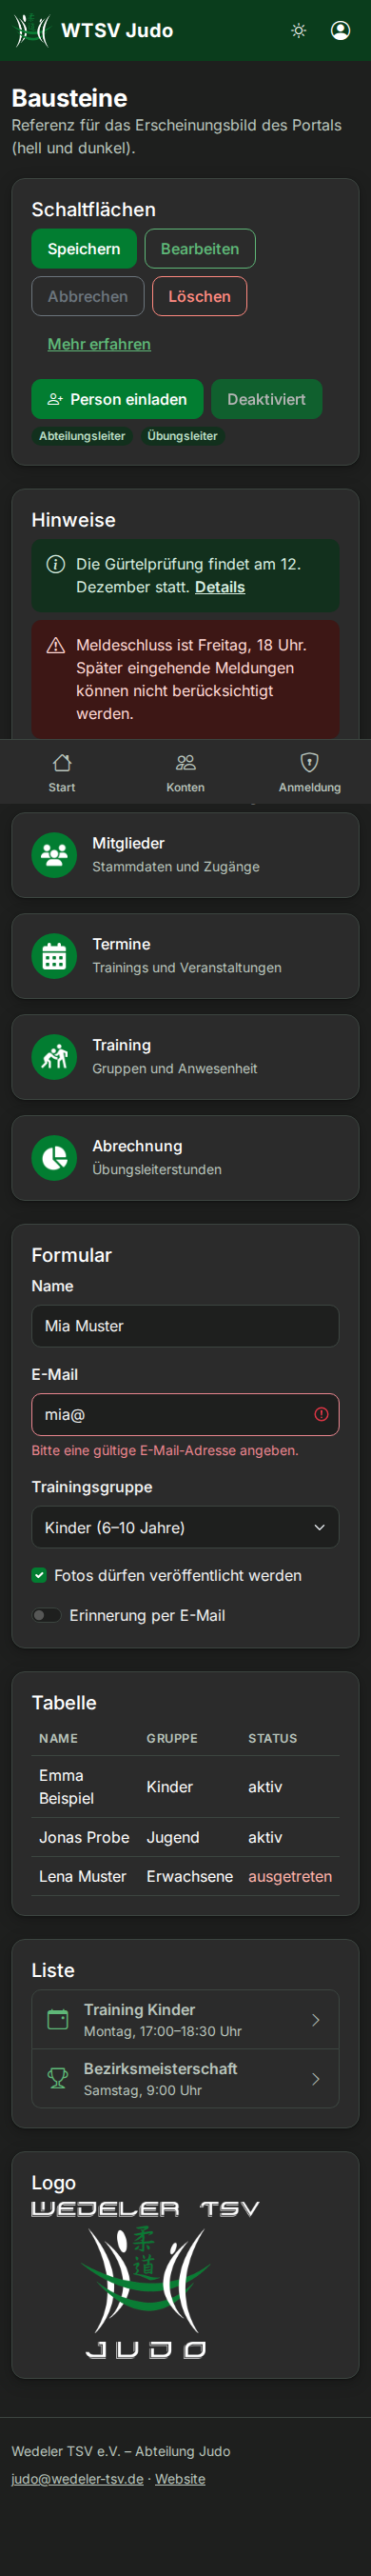 WTSV Judo
Bausteine
Referenz für das Erscheinungsbild des Portals
(hell und dunkel).
Schaltflächen
Speichern
Bearbeiten
Abbrechen
Löschen
Mehr erfahren
Person einladen
Deaktiviert
Abteilungsleiter
Übungsleiter
Hinweise
Die Gürtelprüfung findet am 12.
Dezember statt. Details
Meldeschluss ist Freitag, 18 Uhr.
Später eingehende Meldungen
können nicht berücksichtigt
werden.
Start
Konten
Anmeldung
Mitglieder
Stammdaten und Zugänge
Termine
Trainings und Veranstaltungen
Training
Gruppen und Anwesenheit
Abrechnung
Übungsleiterstunden
Formular
Name
Mia Muster
E-Mail
mia@
Bitte eine gültige E-Mail-Adresse angeben.
Trainingsgruppe
Kinder (6–10 Jahre)
Fotos dürfen veröffentlicht werden
Erinnerung per E-Mail
Tabelle
NAME GRUPPE STATUS
Emma
Beispiel
Kinder aktiv
Jonas Probe Jugend aktiv
Lena Muster Erwachsene ausgetreten
Liste
Training Kinder
Montag, 17:00–18:30 Uhr
Bezirksmeisterschaft
Samstag, 9:00 Uhr
Logo
WEDELER TSV
柔
道
JUDO
Wedeler TSV e.V. – Abteilung Judo
judo@wedeler-tsv.de · Website